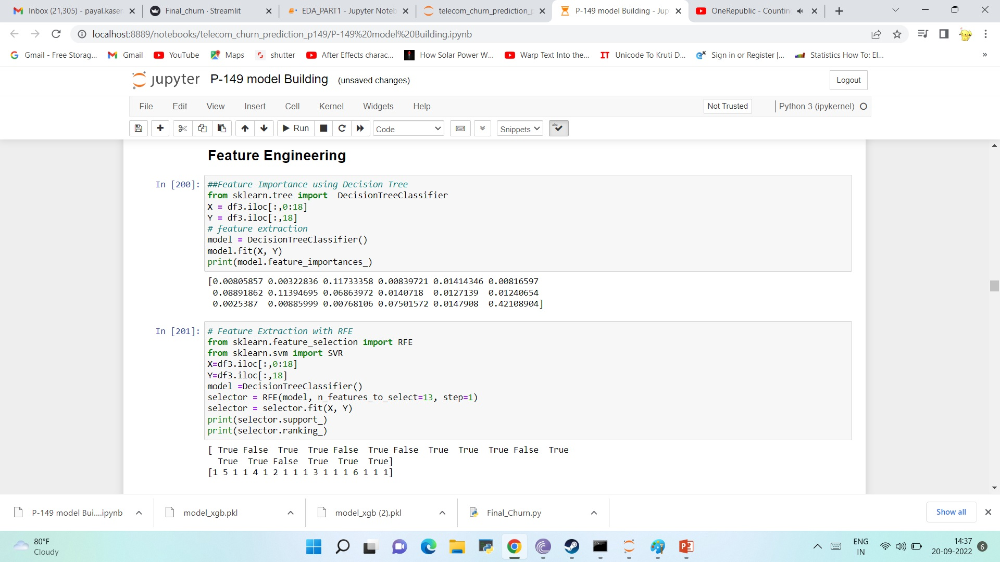 Inbox (21,305) - payal.kaser
Final_churn · Streamlit
EDA_PART1 - Jupyter Noteb
telecom_churn_prediction_p
P-149 model Building - Jup
OneRepublic - Countin
localhost:8889/notebooks/telecom_churn_prediction_p149/P-149%20model%20Building.ipynb
Gmail - Free Storag...
Gmail
YouTube
Maps
shutter
After Effects charac...
How Solar Power W...
Warp Text Into the...
IT Unicode To Kruti D...
Sign in or Register |...
Statistics How To: El...
»
jupyter P-149 model Building (unsaved changes)
Logout
File Edit View Insert Cell Kernel Widgets Help
Not Trusted
Python 3 (ipykernel)
Run
Code
Snippets
abc
Feature Engineering
In [200]: ##Feature Importance using Decision Tree
from sklearn.tree import  DecisionTreeClassifier
X = df3.iloc[:,0:18]
Y = df3.iloc[:,18]
# feature extraction
model = DecisionTreeClassifier()
model.fit(X, Y)
print(model.feature_importances_)
[0.00805857 0.00322836 0.11733358 0.00839721 0.01414346 0.00816597
 0.08891862 0.11394695 0.06863972 0.0140718  0.0127139  0.01240654
 0.0025387  0.00885999 0.00768106 0.07501572 0.0147908  0.42108904]
In [201]: # Feature Extraction with RFE
from sklearn.feature_selection import RFE
from sklearn.svm import SVR
X=df3.iloc[:,0:18]
Y=df3.iloc[:,18]
model =DecisionTreeClassifier()
selector = RFE(model, n_features_to_select=13, step=1)
selector = selector.fit(X, Y)
print(selector.support_)
print(selector.ranking_)
[ True False  True  True False  True False  True  True  True False  True
  True  True False  True  True  True]
[1 5 1 1 4 1 2 1 1 1 3 1 1 1 6 1 1 1]
P-149 model Bui....ipynb
model_xgb.pkl
model_xgb (2).pkl
Final_Churn.py
Show all
80°F
Cloudy
ENG
IN
14:37
20-09-2022
6